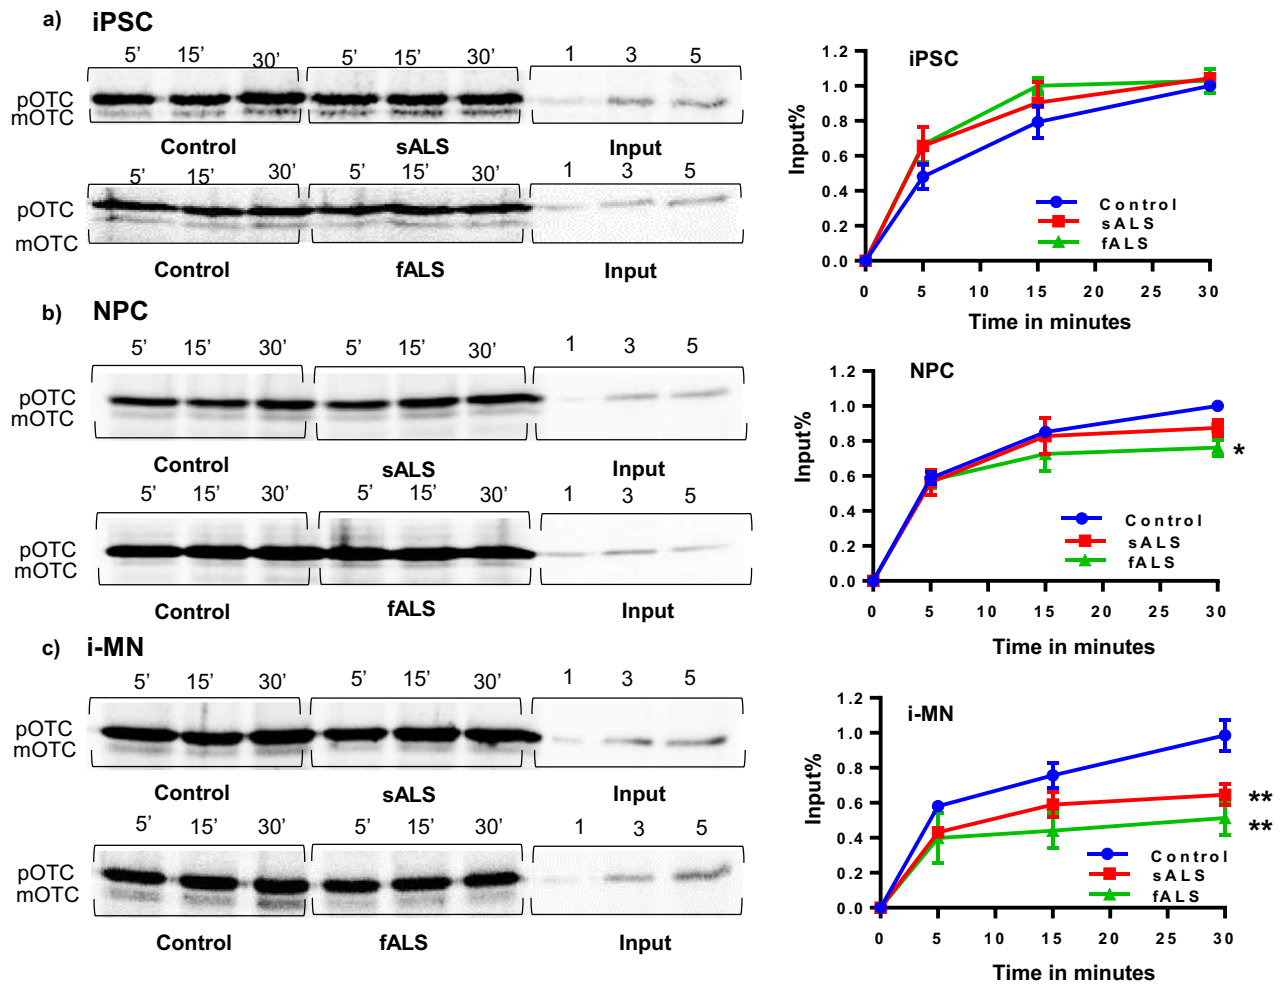 a) iPSC
5’ 15’ 30’ 5’ 15’ 30’ 1 3 5
pOTC
mOTC
Control sALS Input
5’ 15’ 30’ 5’ 15’ 30’ 1 3 5
pOTC
mOTC
Control fALS Input
iPSC
1.2
1.0
0.8
0.6
0.4
0.2
0.0
Input%
Control
sALS
fALS
0 5 10 15 20 25 30
Time in minutes
b) NPC
5’ 15’ 30’ 5’ 15’ 30’ 1 3 5
pOTC
mOTC
Control sALS Input
5’ 15’ 30’ 5’ 15’ 30’ 1 3 5
pOTC
mOTC
Control fALS Input
NPC
1.2
1.0
0.8
0.6
0.4
0.2
0.0
Input%
*
Control
sALS
fALS
0 5 10 15 20 25 30
Time in minutes
c) i-MN
5’ 15’ 30’ 5’ 15’ 30’ 1 3 5
pOTC
mOTC
Control sALS Input
5’ 15’ 30’ 5’ 15’ 30’ 1 3 5
pOTC
mOTC
Control fALS Input
i-MN
1.2
1.0
0.8
0.6
0.4
0.2
0.0
Input%
**
**
Control
sALS
fALS
0 5 10 15 20 25 30
Time in minutes